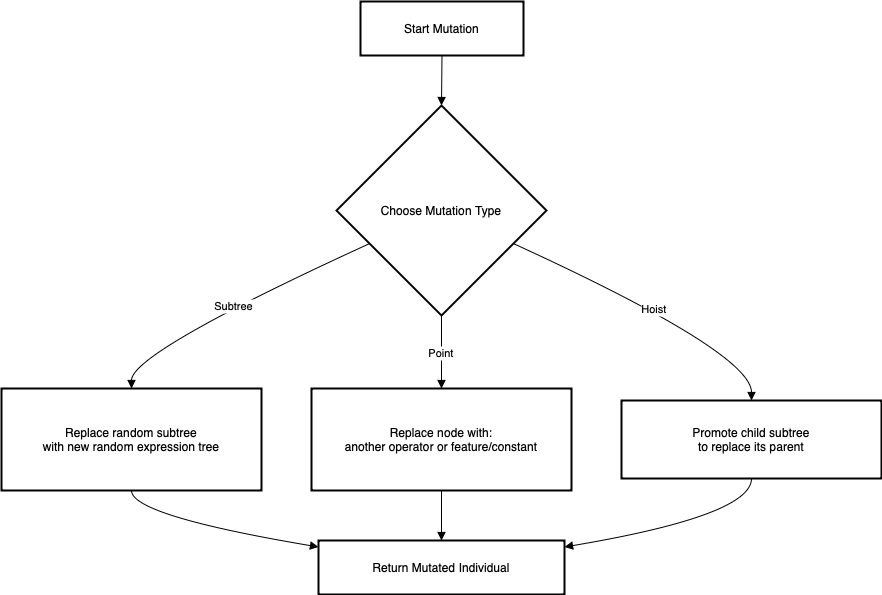 Start Mutation
Choose Mutation Type
Subtree
Hoist
Point
Replace random subtree
with new random expression tree
Replace node with:
another operator or feature/constant
Promote child subtree
to replace its parent
Return Mutated Individual